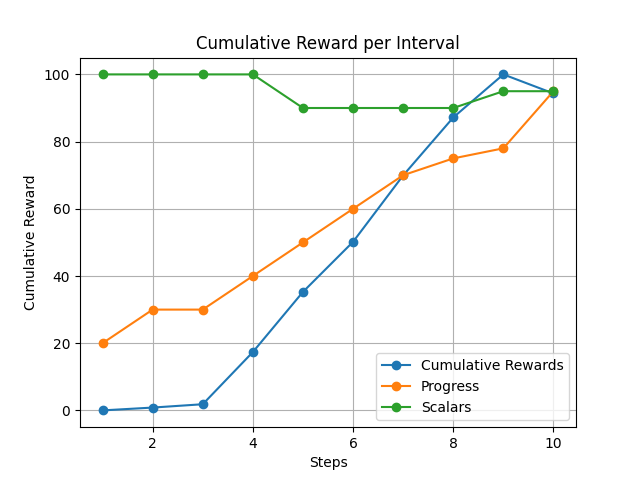 Cumulative Reward per Interval
Cumulative Reward
100
80
60
40
20
0
Cumulative Rewards
Progress
Scalars
2 4 6 8 10
Steps